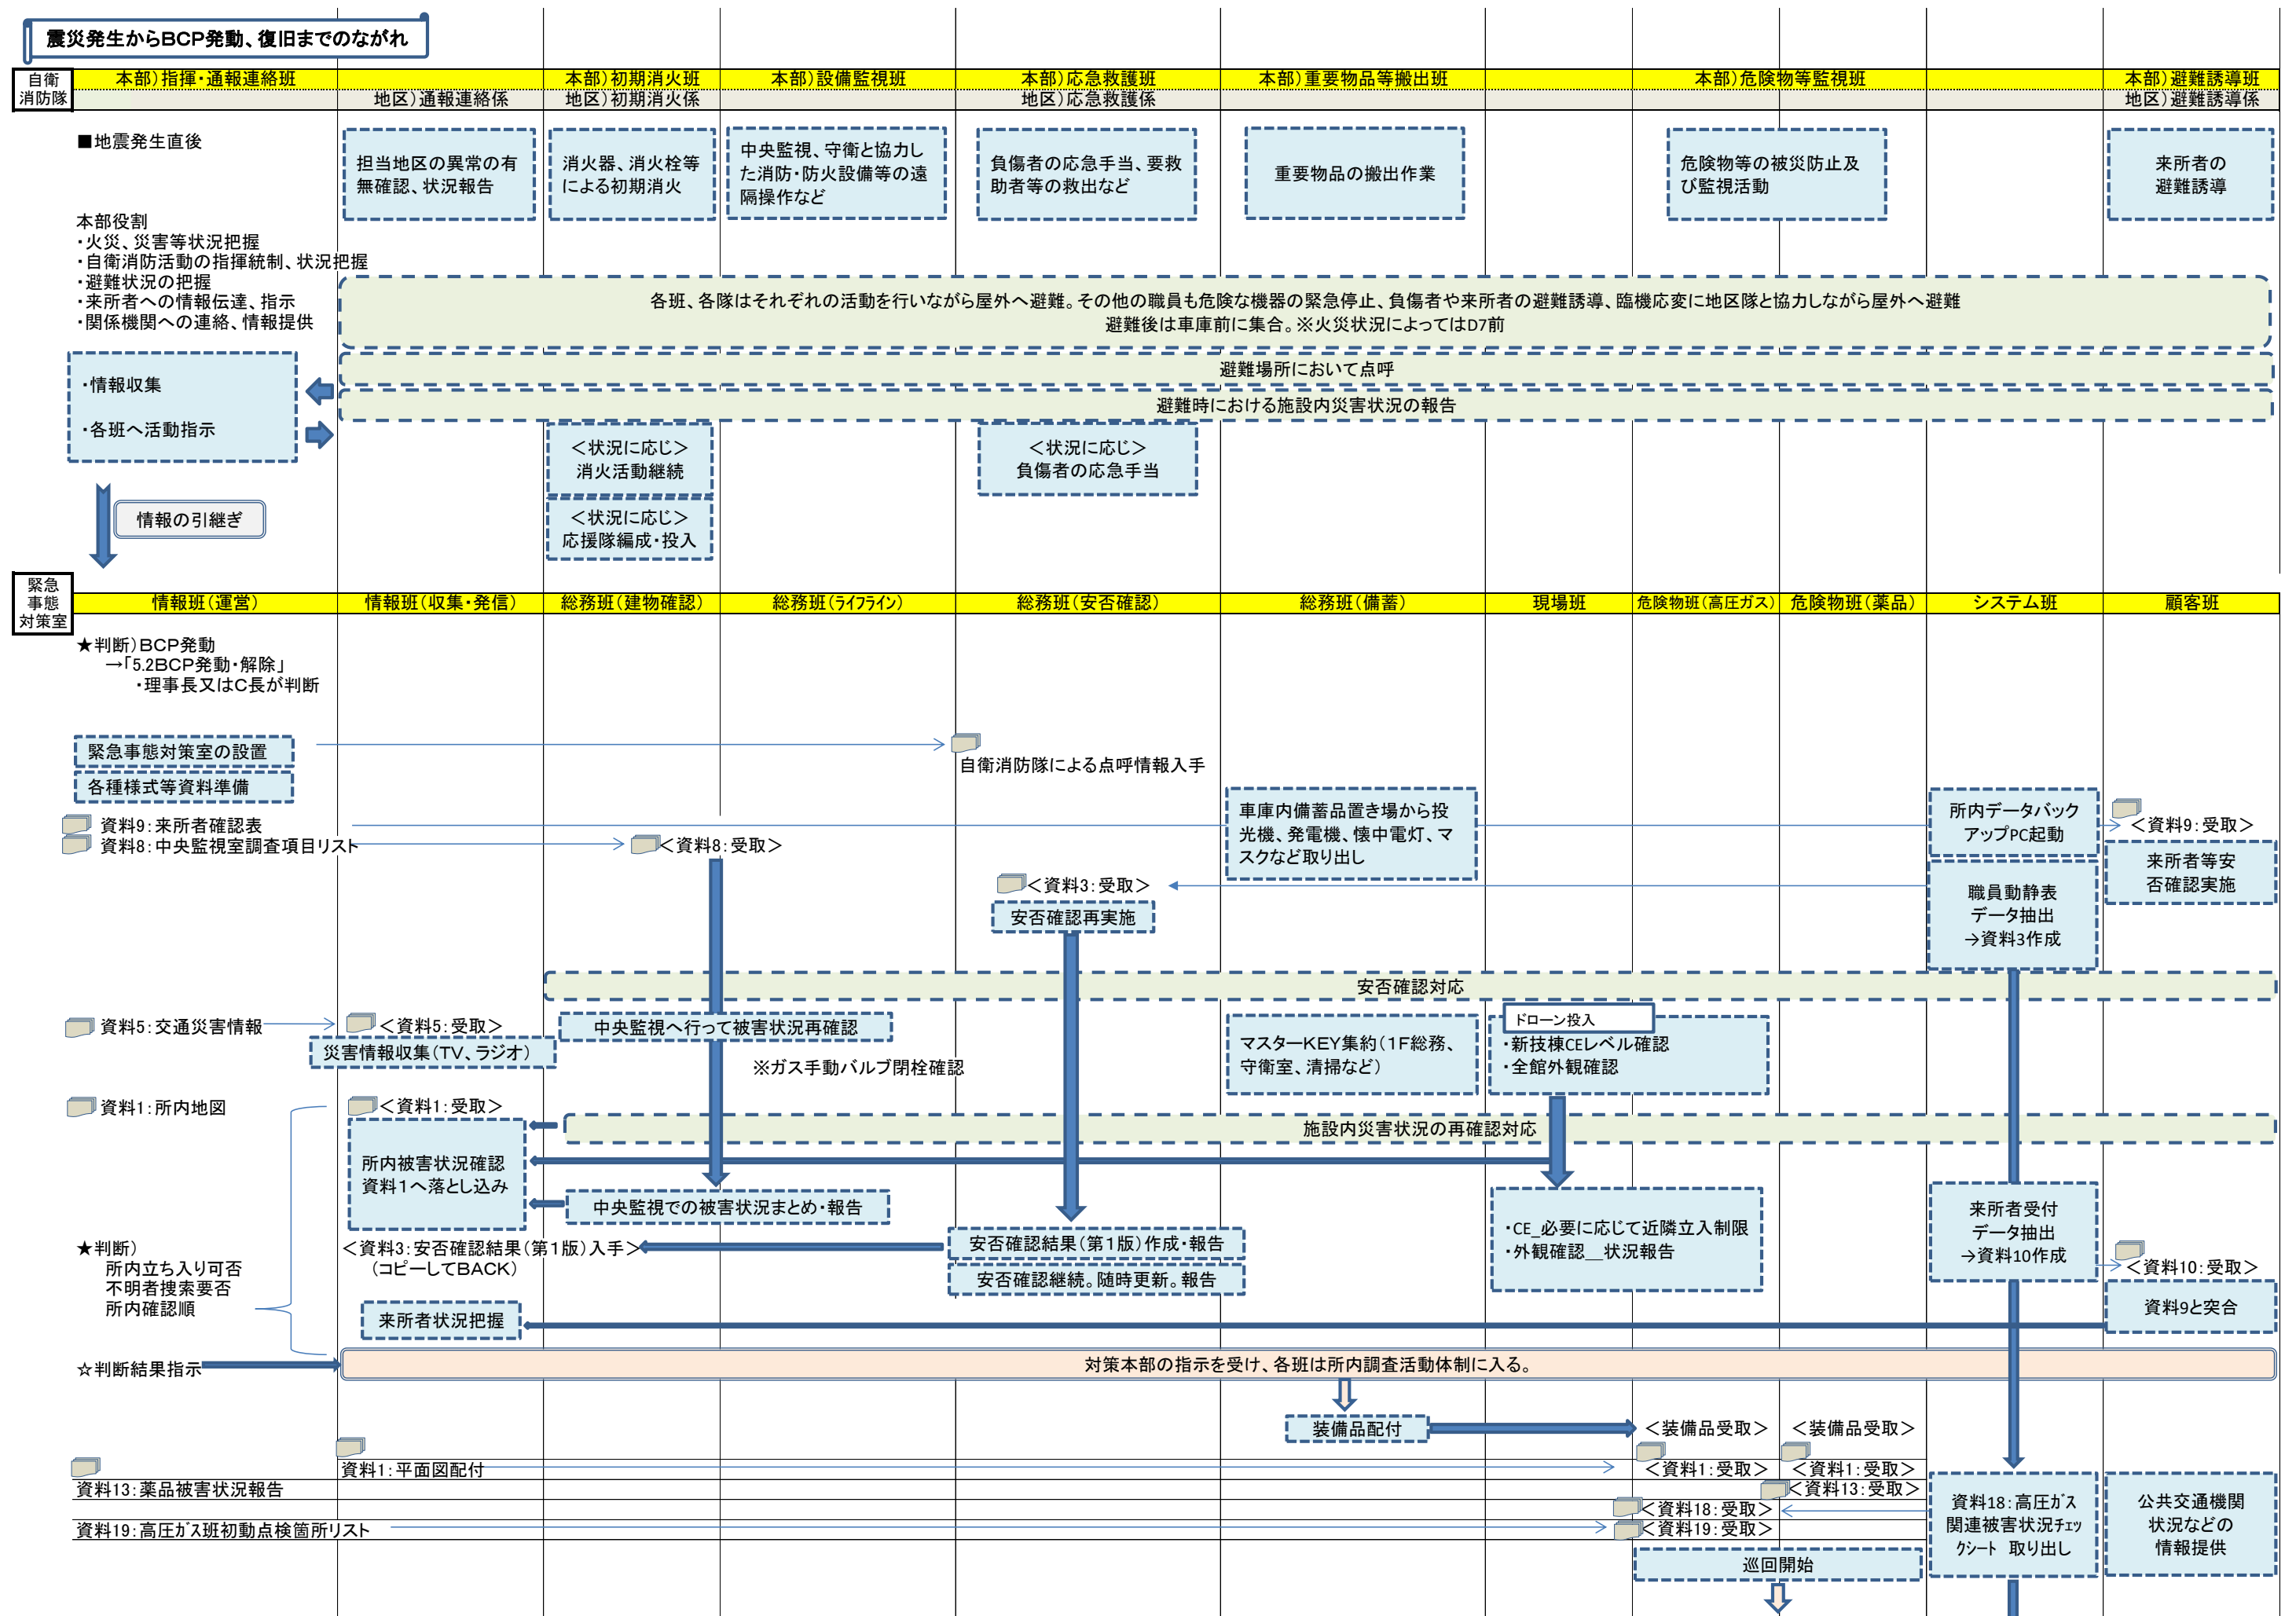 震災発生からBCP発動、復旧までのながれ
自衛
消防隊
本部）指揮・通報連絡班
本部）初期消火班
本部）設備監視班
本部）応急救護班
本部）重要物品等搬出班
本部）危険物等監視班
本部）避難誘導班
地区）通報連絡係
地区）初期消火係
地区）応急救護係
地区）避難誘導係
■地震発生直後
担当地区の異常の有
無確認、状況報告
消火器、消火栓等
による初期消火
中央監視、守衛と協力し
た消防・防火設備等の遠
隔操作など
負傷者の応急手当、要救
助者等の救出など
重要物品の搬出作業
危険物等の被災防止及
び監視活動
来所者の
避難誘導
本部役割
・火災、災害等状況把握
・自衛消防活動の指揮統制、状況把握
・避難状況の把握
・来所者への情報伝達、指示
・関係機関への連絡、情報提供
各班、各隊はそれぞれの活動を行いながら屋外へ避難。その他の職員も危険な機器の緊急停止、負傷者や来所者の避難誘導、臨機応変に地区隊と協力しながら屋外へ避難
避難後は車庫前に集合。※火災状況によってはD7前
避難場所において点呼
避難時における施設内災害状況の報告
・情報収集
・各班へ活動指示
＜状況に応じ＞
消火活動継続
＜状況に応じ＞
負傷者の応急手当
＜状況に応じ＞
応援隊編成・投入
情報の引継ぎ
緊急
事態
対策室
情報班（運営）
情報班（収集・発信）
総務班（建物確認）
総務班（ﾗｲﾌﾗｲﾝ）
総務班（安否確認）
総務班（備蓄）
現場班
危険物班（高圧ガス）
危険物班（薬品）
システム班
顧客班
★判断）BCP発動
→「5.2BCP発動・解除」
・理事長又はC長が判断
緊急事態対策室の設置
各種様式等資料準備
自衛消防隊による点呼情報入手
資料9：来所者確認表
資料8：中央監視室調査項目リスト
＜資料8：受取＞
車庫内備蓄品置き場から投
光機、発電機、懐中電灯、マ
スクなど取り出し
所内データバック
アップPC起動
＜資料9：受取＞
来所者等安
否確認実施
＜資料3：受取＞
安否確認再実施
職員動静表
データ抽出
→資料3作成
安否確認対応
資料5：交通災害情報
＜資料5：受取＞
災害情報収集（TV、ラジオ）
中央監視へ行って被害状況再確認
※ガス手動バルブ閉栓確認
マスターKEY集約（1F総務、
守衛室、清掃など）
ドローン投入
・新技棟CEレベル確認
・全館外観確認
資料1：所内地図
＜資料1：受取＞
施設内災害状況の再確認対応
所内被害状況確認
資料１へ落とし込み
中央監視での被害状況まとめ・報告
・CE_必要に応じて近隣立入制限
・外観確認__状況報告
来所者受付
データ抽出
→資料10作成
★判断）
所内立ち入り可否
不明者捜索要否
所内確認順
＜資料3：安否確認結果（第1版）入手＞
（コピーしてBACK）
安否確認結果（第1版）作成・報告
安否確認継続。随時更新。報告
＜資料10：受取＞
資料9と突合
来所者状況把握
☆判断結果指示
対策本部の指示を受け、各班は所内調査活動体制に入る。
装備品配付
＜装備品受取＞
＜装備品受取＞
資料1：平面図配付
＜資料1：受取＞
＜資料1：受取＞
資料13：薬品被害状況報告
＜資料13：受取＞
＜資料18：受取＞
資料19：高圧ｶﾞｽ班初動点検箇所リスト
＜資料19：受取＞
資料18：高圧ｶﾞｽ
関連被害状況ﾁｪｯ
ｸｼｰﾄ　取り出し
公共交通機関
状況などの
情報提供
巡回開始